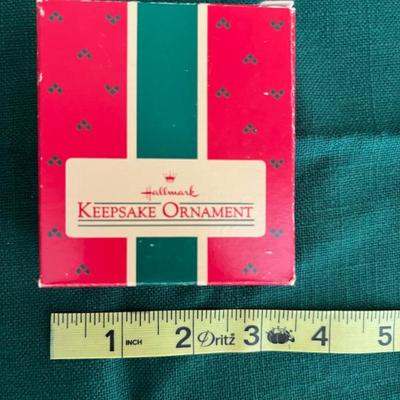 Hallmark
KEEPSAKE ORNAMENT
1 INCH 2 Dritz 3 4 5